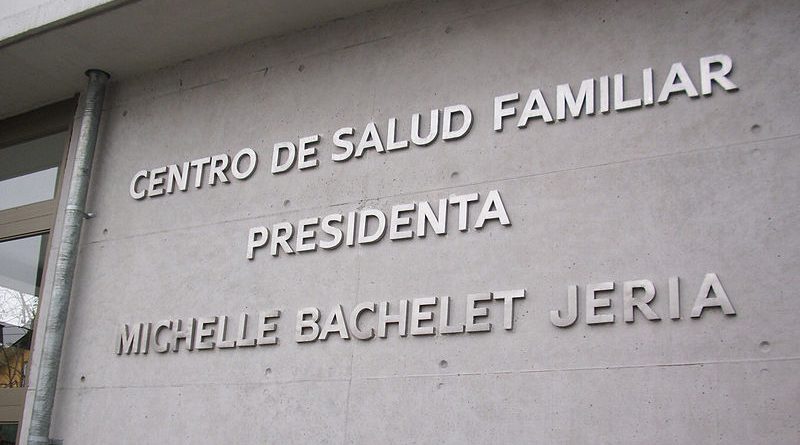 CENTRO DE SALUD FAMILIAR
PRESIDENTA
MICHELLE BACHELET JERIA